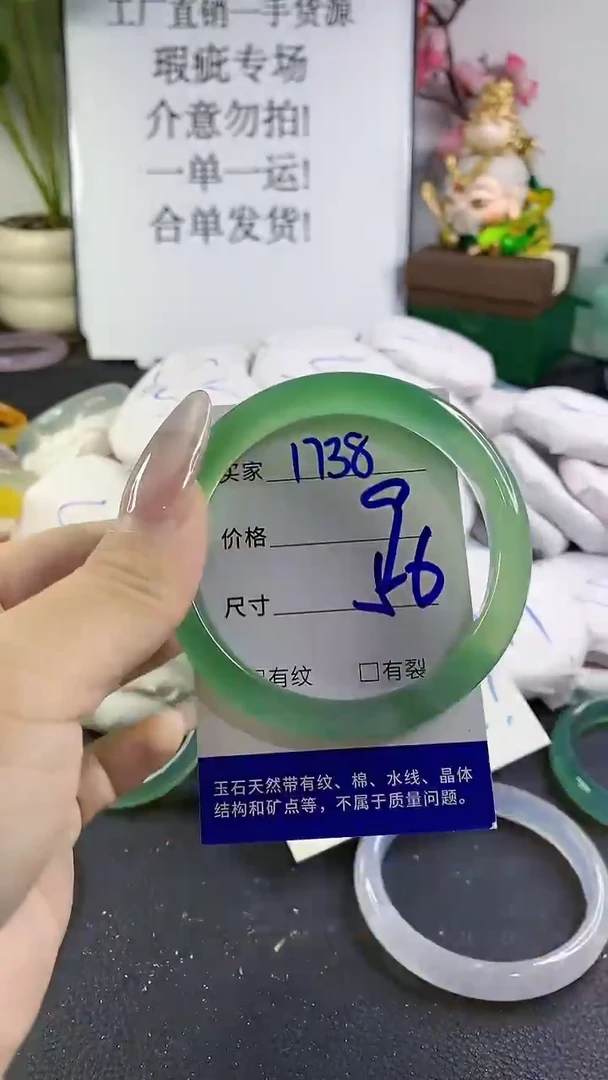 工厂直销一手货源
瑕疵专场
介意勿拍!
一单一运!
合单发货!
买家 1738
价格
尺寸 56
□有纹 □有裂
玉石天然带有纹、棉、水线、晶体
结构和矿点等，不属于质量问题。